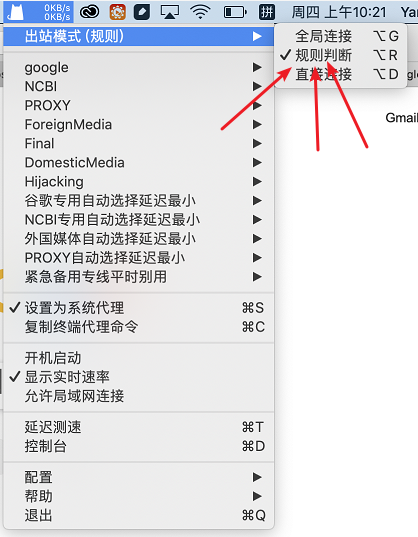 0KB/s
0KB/s
拼
周四 上午10:21 Yar
出站模式 (规则)
全局连接 ⌥G
✓ 规则判断 ⌥R
直接连接 ⌥D
Gmail
google
NCBI
PROXY
ForeignMedia
Final
DomesticMedia
Hijacking
谷歌专用自动选择延迟最小
NCBI专用自动选择延迟最小
外国媒体自动选择延迟最小
PROXY自动选择延迟最小
紧急备用专线平时别用
✓ 设置为系统代理 ⌘S
复制终端代理命令 ⌘C
开机启动
✓ 显示实时速率
允许局域网连接
延迟测速 ⌘T
控制台 ⌘D
配置
帮助
退出 ⌘Q